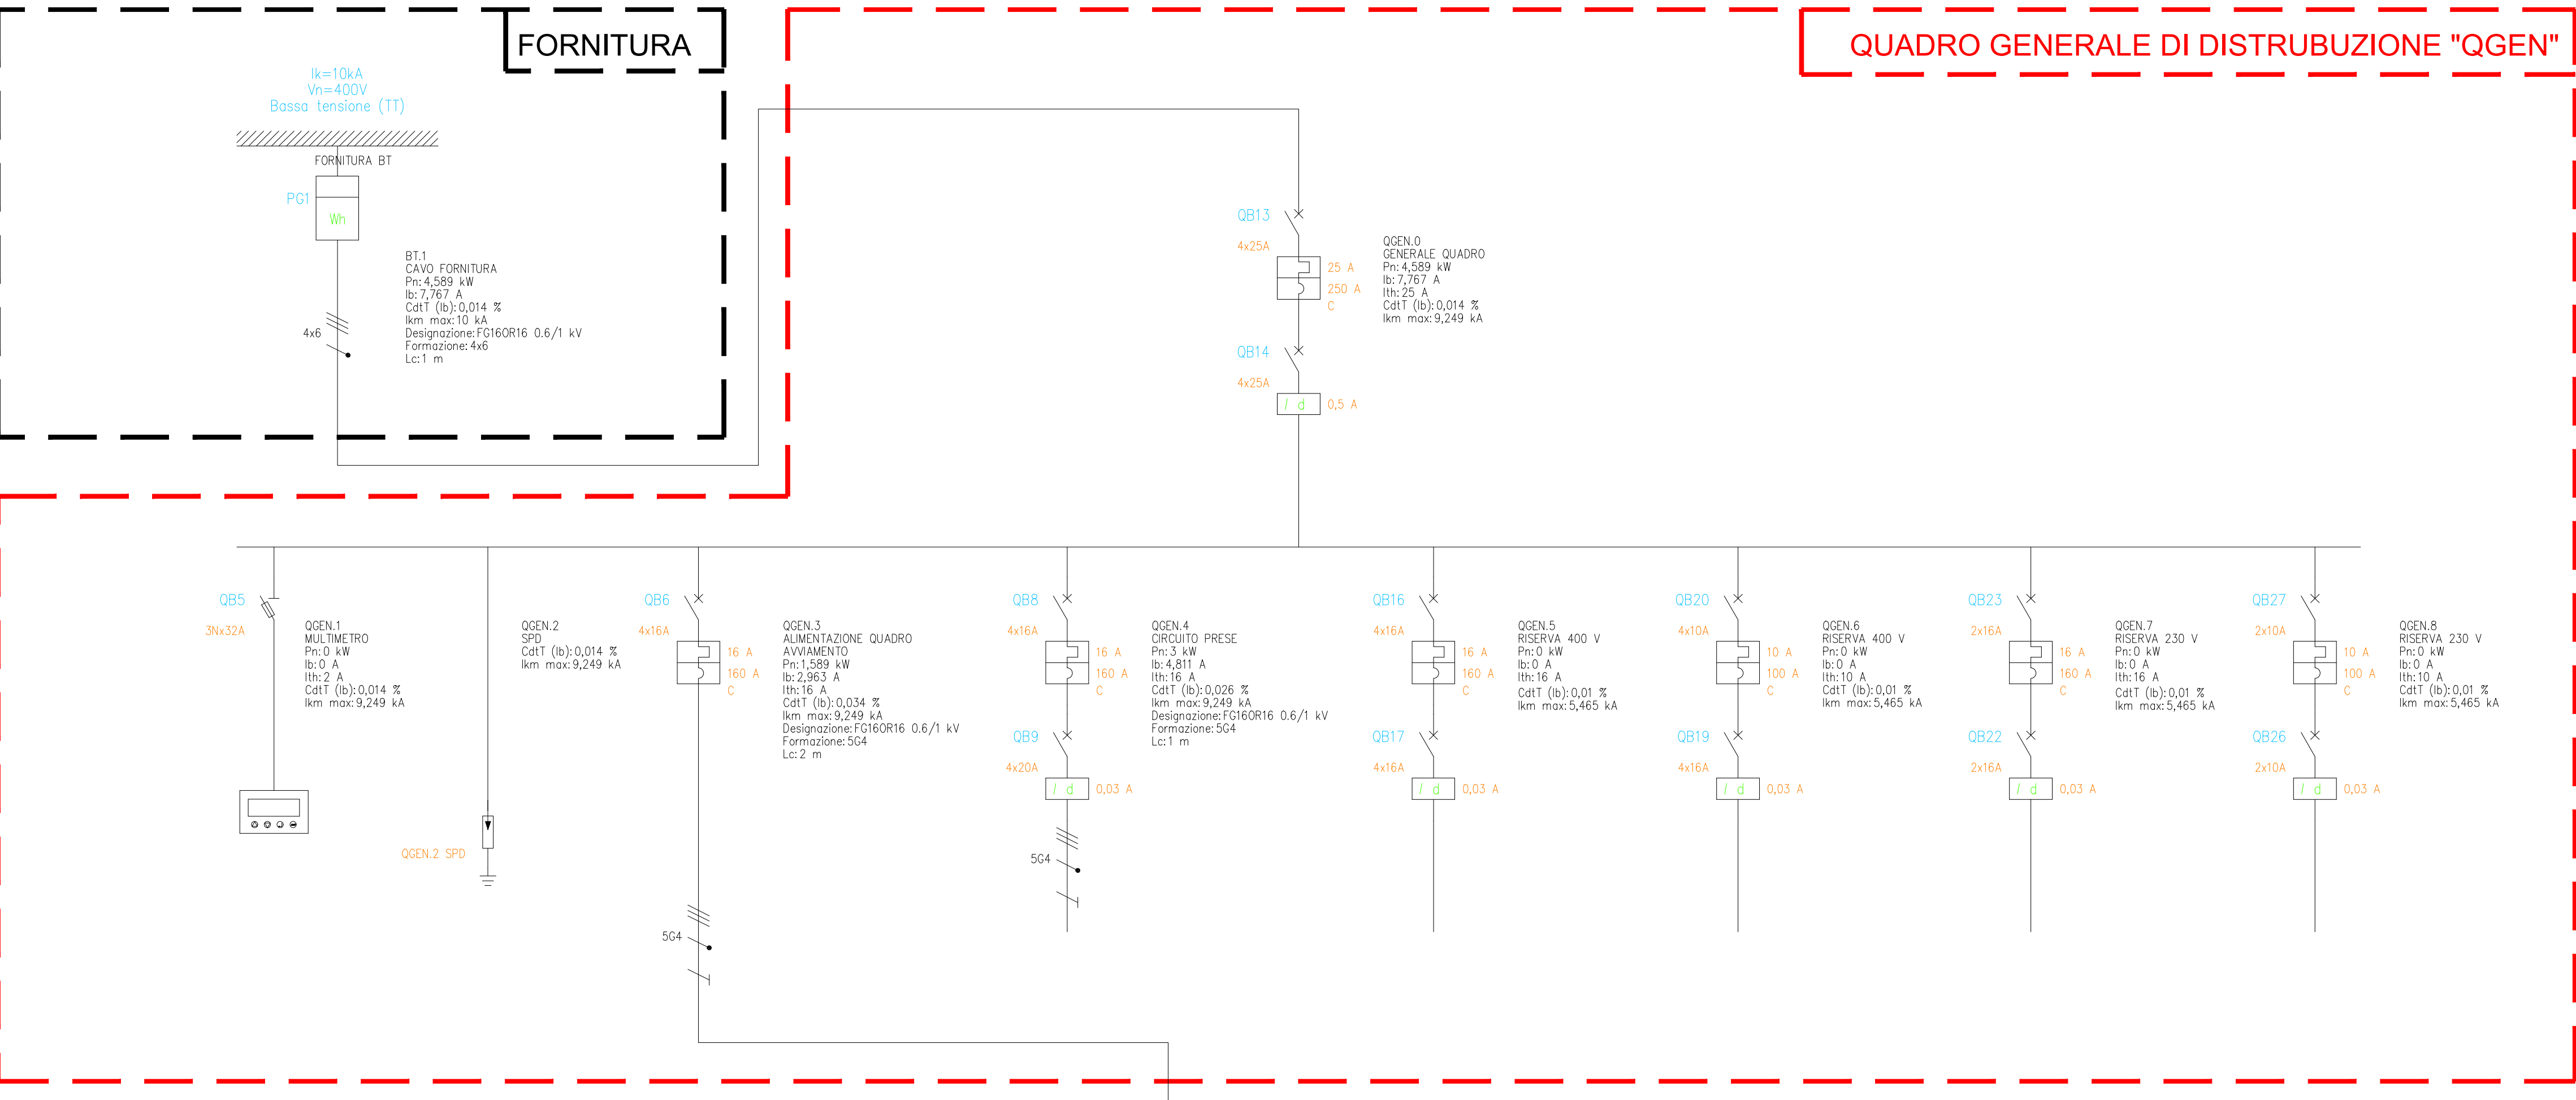 FORNITURA
QUADRO GENERALE DI DISTRUBUZIONE "QGEN"
Ik=10kA
Vn=400V
Bassa tensione (TT)
FORNITURA BT
PG1
Wh
BT.1
CAVO FORNITURA
Pn: 4,589 kW
Ib: 7,767 A
CdtT (Ib): 0,014 %
Ikm max: 10 kA
Designazione: FG16OR16 0.6/1 kV
Formazione: 4x6
Lc: 1 m
4x6
QB13
4x25A
25 A
250 A
C
QGEN.0
GENERALE QUADRO
Pn: 4,589 kW
Ib: 7,767 A
Ith: 25 A
CdtT (Ib): 0,014 %
Ikm max: 9,249 kA
QB14
4x25A
I d
0,5 A
QB5
3Nx32A
QGEN.1
MULTIMETRO
Pn: 0 kW
Ib: 0 A
Ith: 2 A
CdtT (Ib): 0,014 %
Ikm max: 9,249 kA
QGEN.2
SPD
CdtT (Ib): 0,014 %
Ikm max: 9,249 kA
QGEN.2 SPD
QB6
4x16A
16 A
160 A
C
QGEN.3
ALIMENTAZIONE QUADRO
AVVIAMENTO
Pn: 1,589 kW
Ib: 2,963 A
Ith: 16 A
CdtT (Ib): 0,034 %
Ikm max: 9,249 kA
Designazione: FG16OR16 0.6/1 kV
Formazione: 5G4
Lc: 2 m
5G4
QB8
4x16A
16 A
160 A
C
QGEN.4
CIRCUITO PRESE
Pn: 3 kW
Ib: 4,811 A
Ith: 16 A
CdtT (Ib): 0,026 %
Ikm max: 9,249 kA
Designazione: FG16OR16 0.6/1 kV
Formazione: 5G4
Lc: 1 m
QB9
4x20A
I d
0,03 A
5G4
QB16
4x16A
16 A
160 A
C
QGEN.5
RISERVA 400 V
Pn: 0 kW
Ib: 0 A
Ith: 16 A
CdtT (Ib): 0,01 %
Ikm max: 5,465 kA
QB17
4x16A
I d
0,03 A
QB20
4x10A
10 A
100 A
C
QGEN.6
RISERVA 400 V
Pn: 0 kW
Ib: 0 A
Ith: 10 A
CdtT (Ib): 0,01 %
Ikm max: 5,465 kA
QB19
4x16A
I d
0,03 A
QB23
2x16A
16 A
160 A
C
QGEN.7
RISERVA 230 V
Pn: 0 kW
Ib: 0 A
Ith: 16 A
CdtT (Ib): 0,01 %
Ikm max: 5,465 kA
QB22
2x16A
I d
0,03 A
QB27
2x10A
10 A
100 A
C
QGEN.8
RISERVA 230 V
Pn: 0 kW
Ib: 0 A
Ith: 10 A
CdtT (Ib): 0,01 %
Ikm max: 5,465 kA
QB26
2x10A
I d
0,03 A